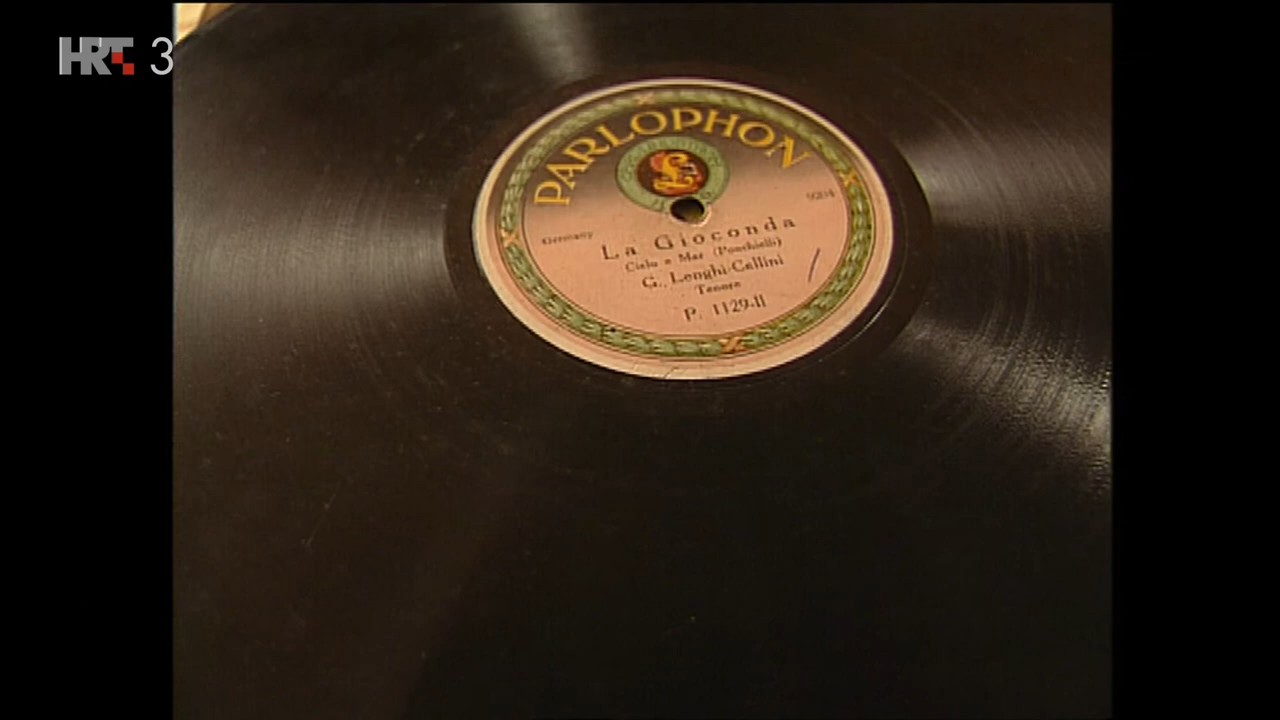 HRT 3
PARLOPHON
Germany
La Gioconda
Cielo e Mar (Ponchielli)
G. Lenghi-Cellini
Tenore
P. 1129-II